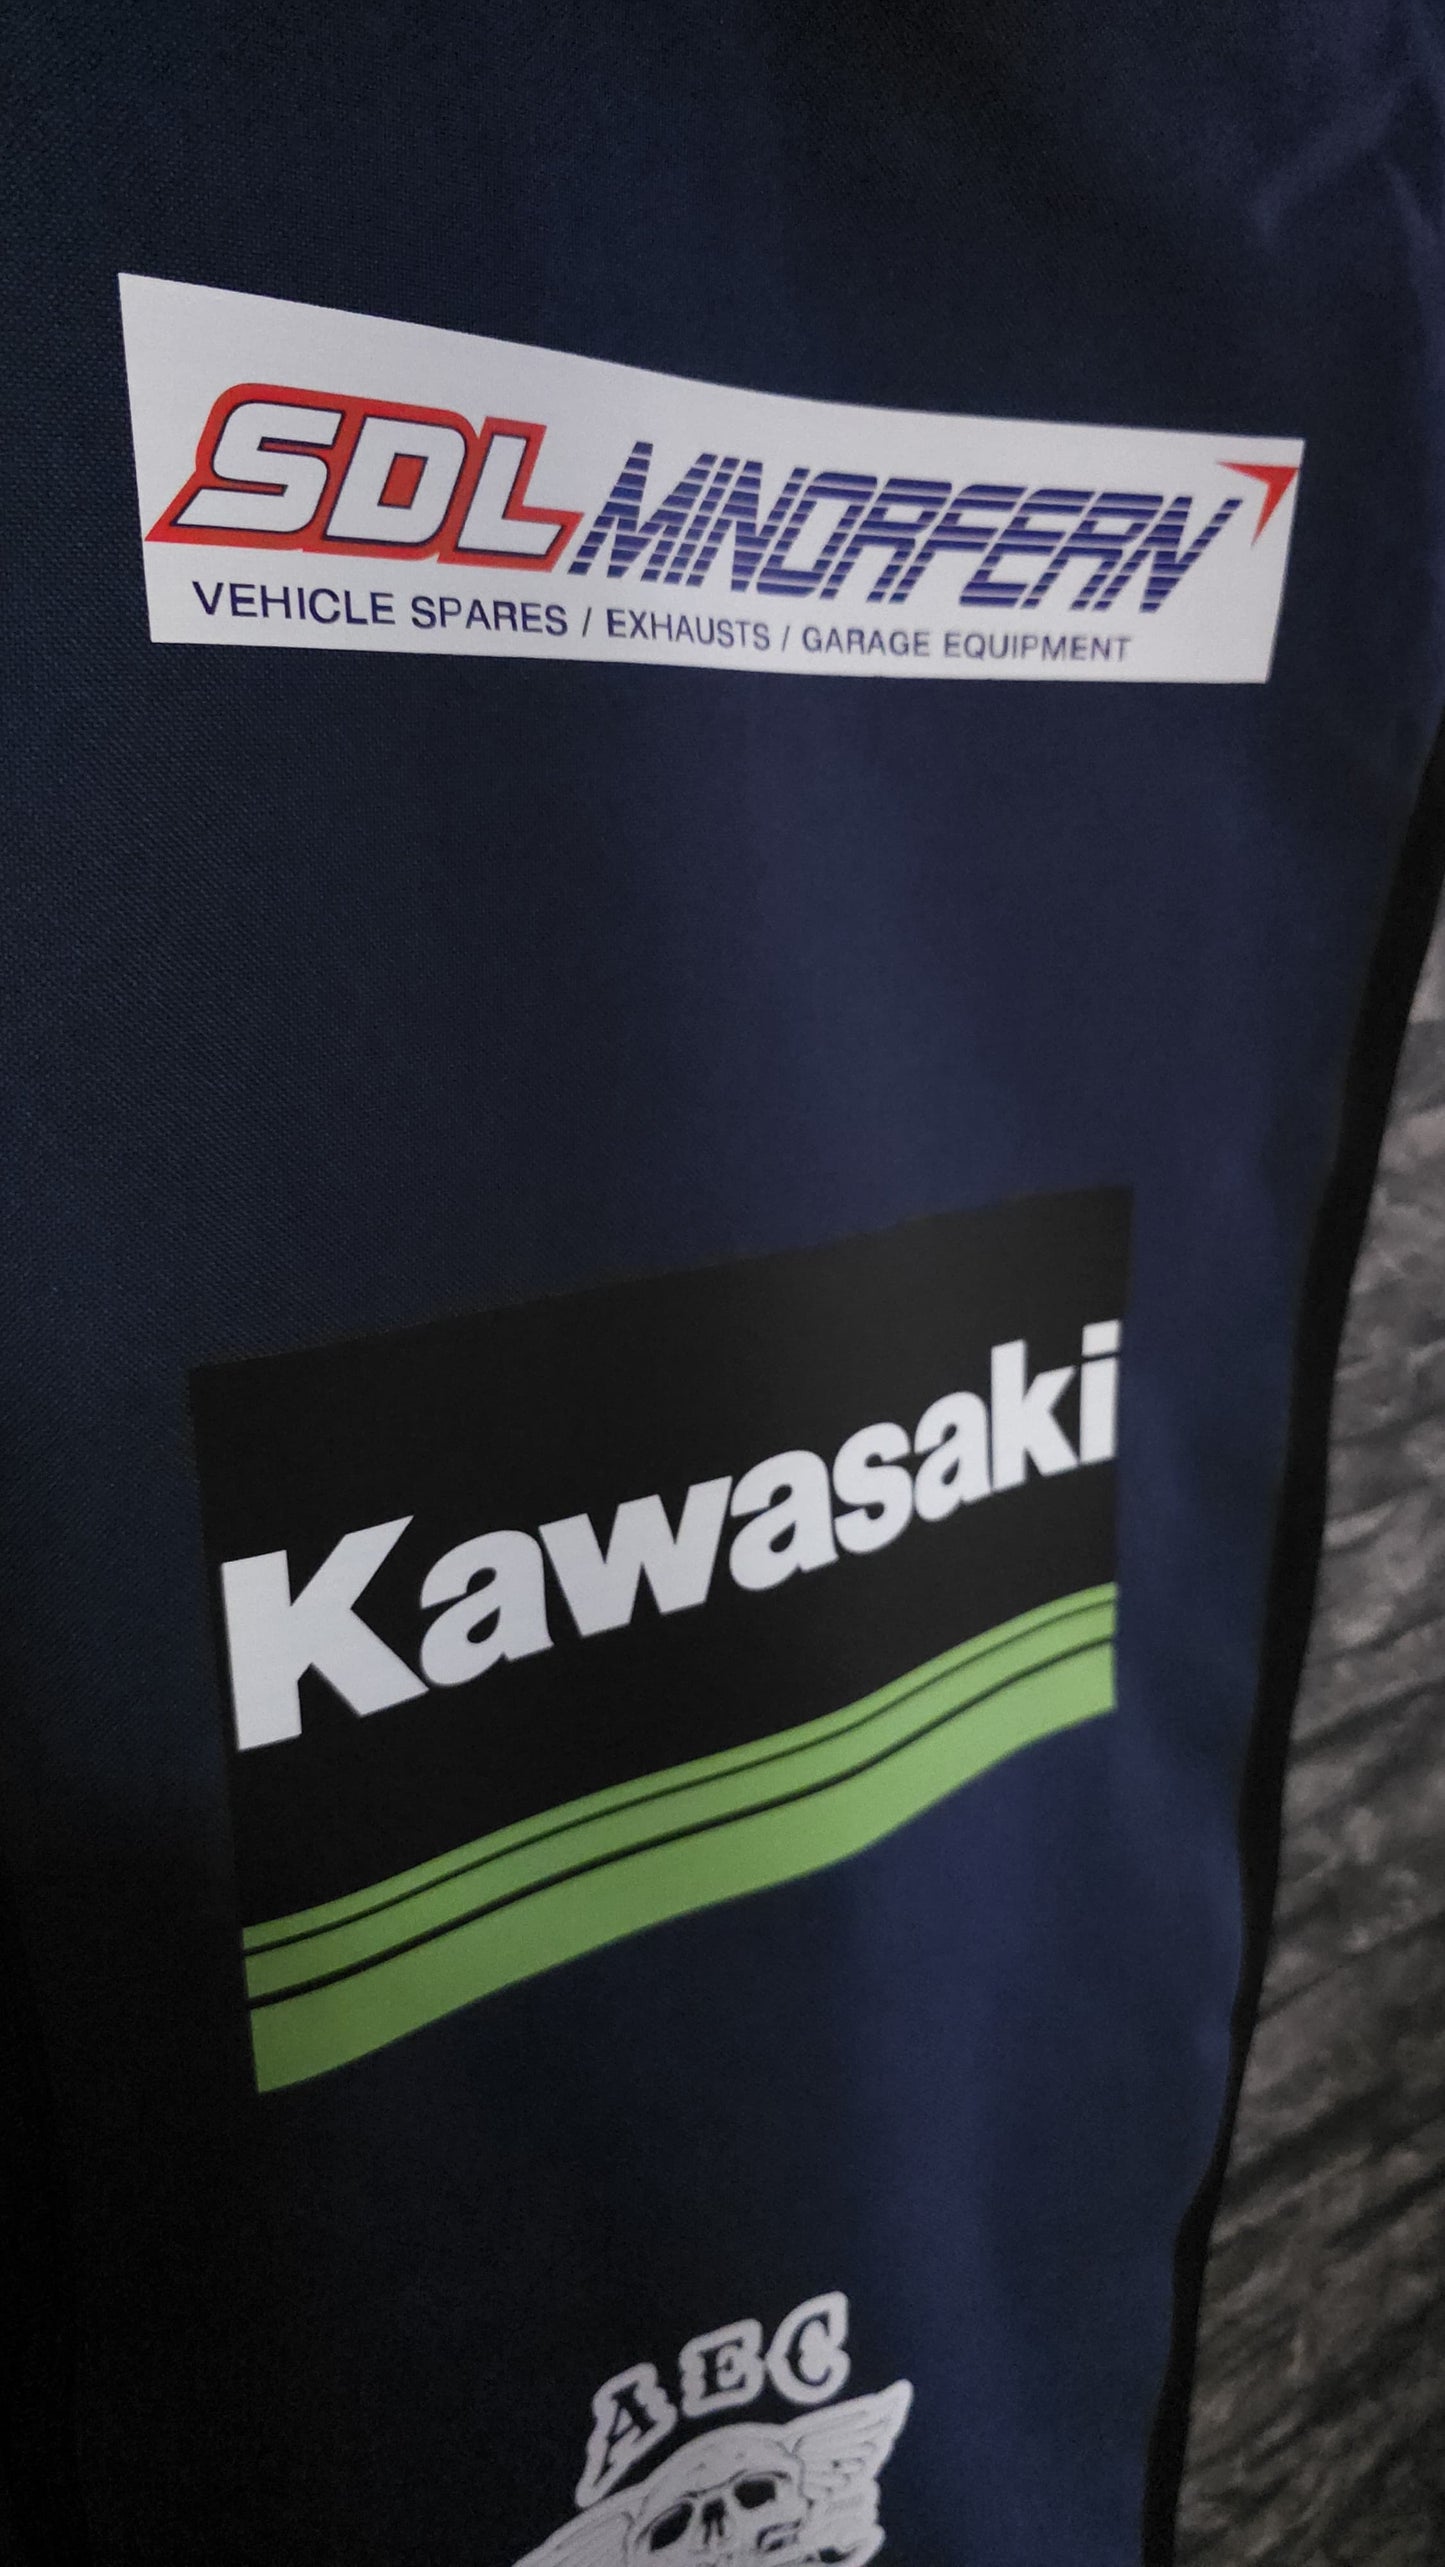 SDL MINORFERN
VEHICLE SPARES / EXHAUSTS / GARAGE EQUIPMENT
Kawasaki
AEC